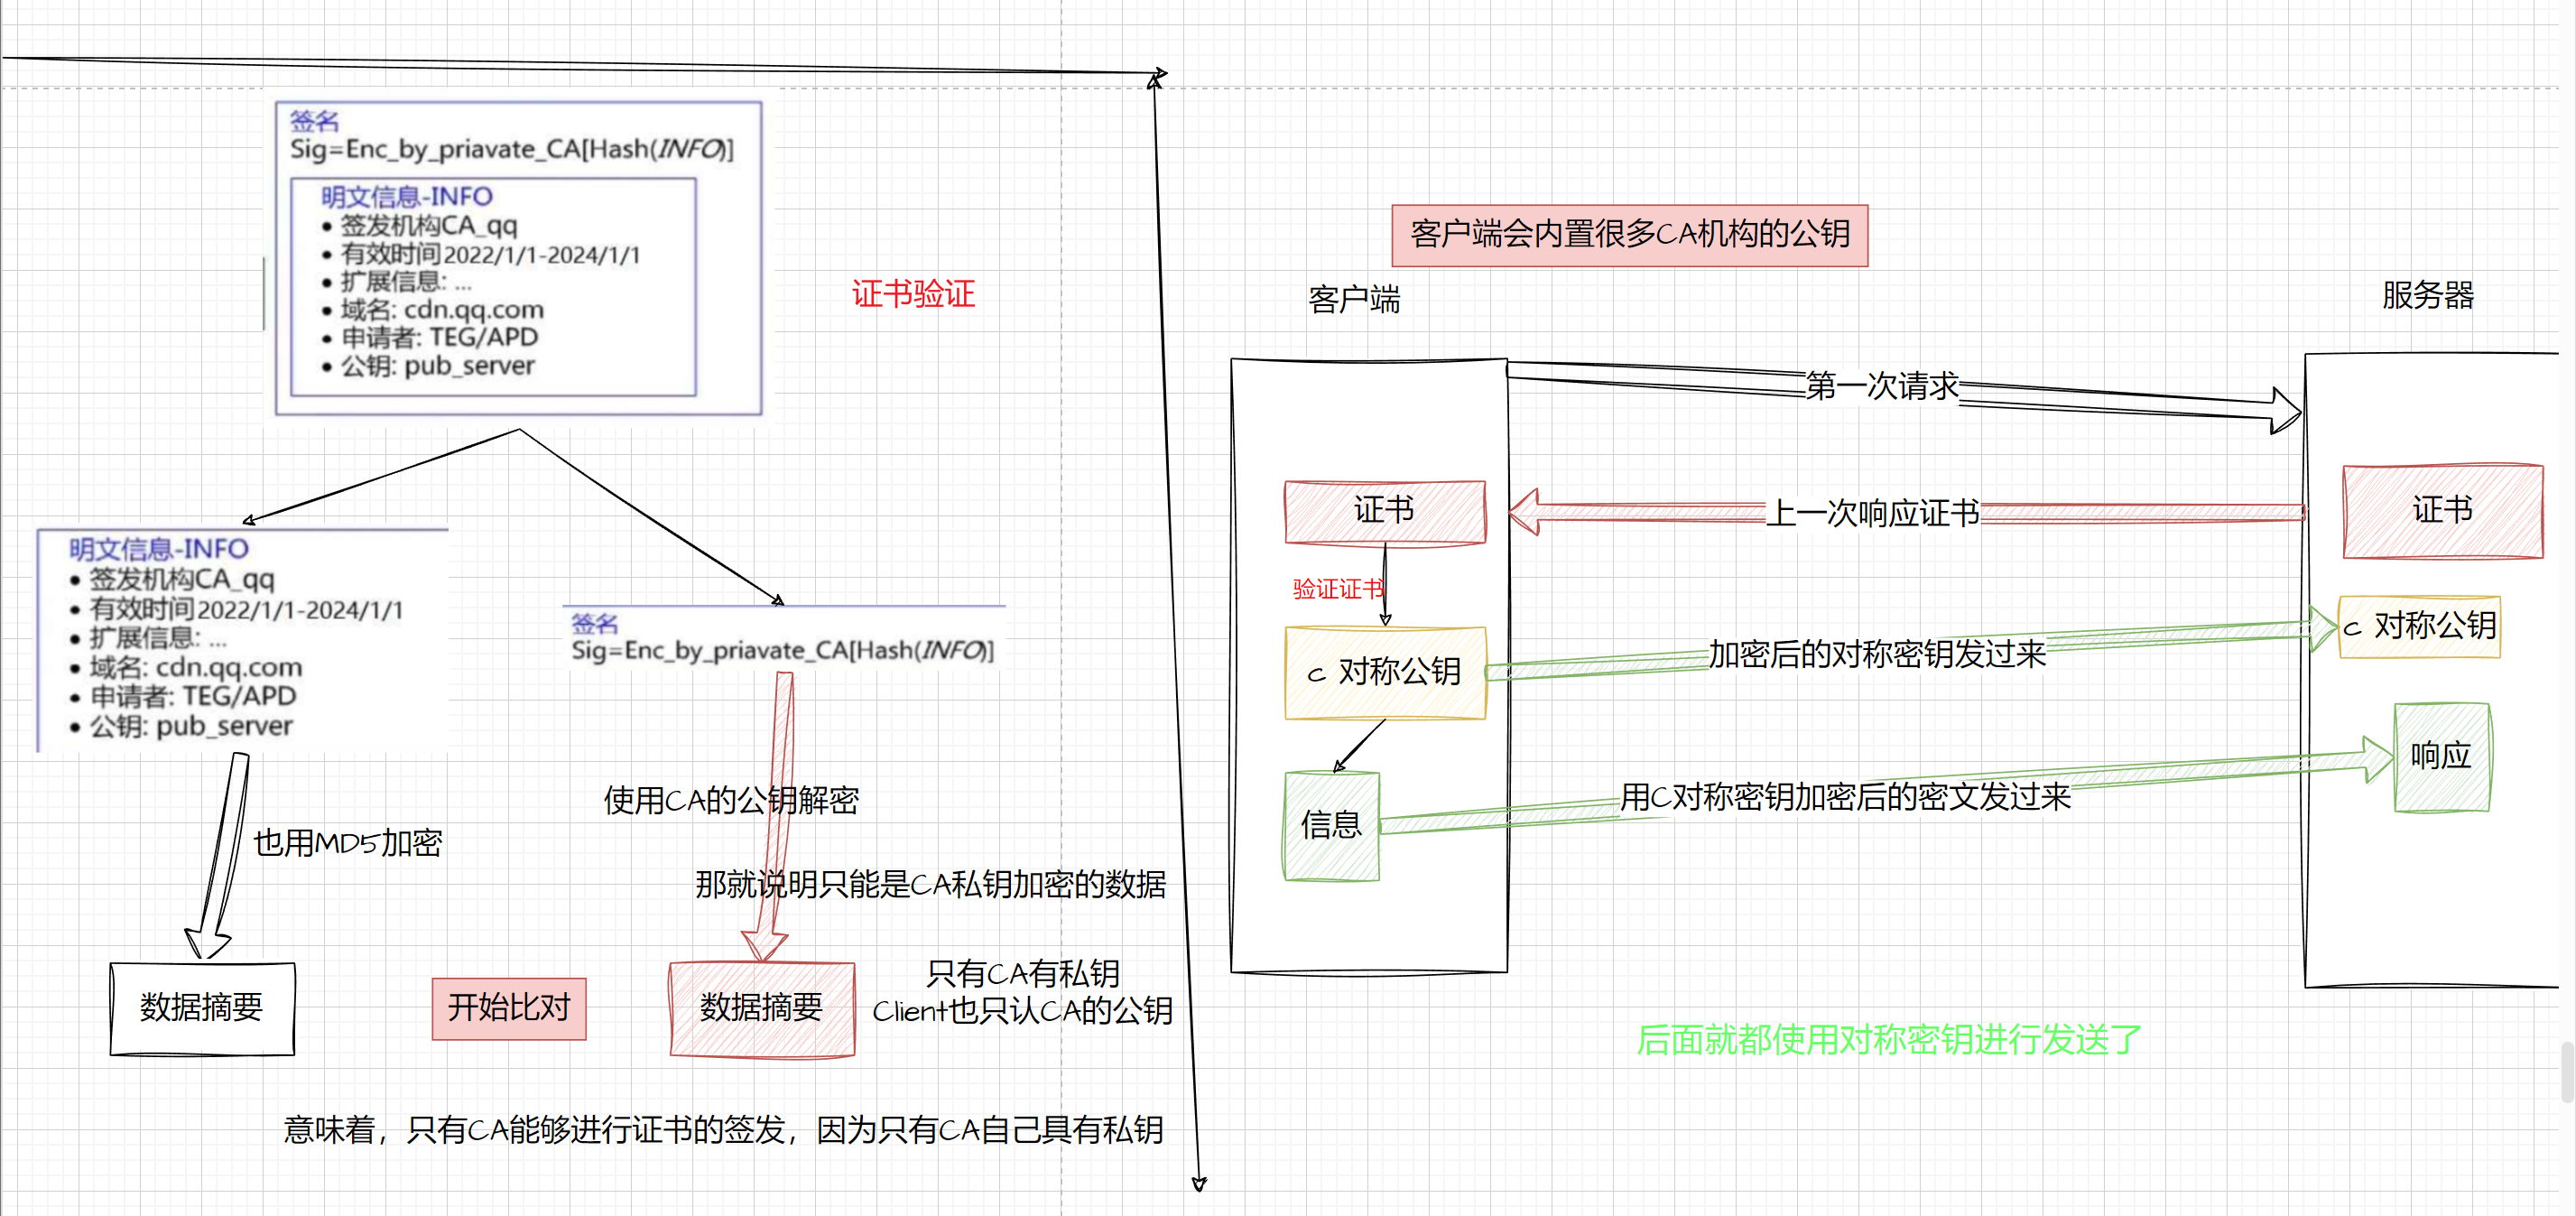 签名
Sig=Enc_by_priavate_CA[Hash(INFO)]
明文信息-INFO
• 签发机构CA_qq
• 有效时间2022/1/1-2024/1/1
• 扩展信息: ...
• 域名: cdn.qq.com
• 申请者: TEG/APD
• 公钥: pub_server
证书验证
明文信息-INFO
• 签发机构CA_qq
• 有效时间2022/1/1-2024/1/1
• 扩展信息: ...
• 域名: cdn.qq.com
• 申请者: TEG/APD
• 公钥: pub_server
签名
Sig=Enc_by_priavate_CA[Hash(INFO)]
也用MD5加密
使用CA的公钥解密
那就说明只能是CA私钥加密的数据
数据摘要
开始比对
数据摘要
只有CA有私钥
Client也只认CA的公钥
意味着，只有CA能够进行证书的签发，因为只有CA自己具有私钥
客户端会内置很多CA机构的公钥
客户端
服务器
第一次请求
证书
上一次响应证书
证书
验证证书
C 对称公钥
加密后的对称密钥发过来
C 对称公钥
信息
用C对称密钥加密后的密文发过来
响应
后面就都使用对称密钥进行发送了